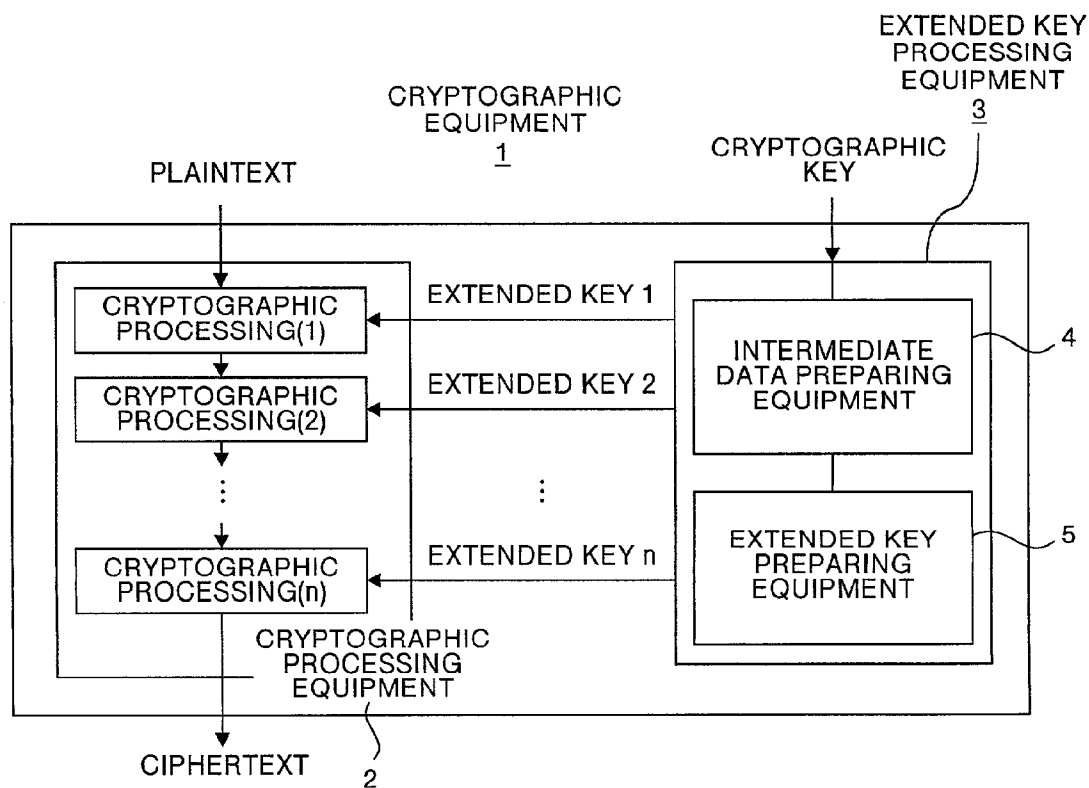 EXTENDED KEY
PROCESSING
EQUIPMENT
3
CRYPTOGRAPHIC
EQUIPMENT
1
CRYPTOGRAPHIC
KEY
PLAINTEXT
CRYPTOGRAPHIC
PROCESSING(1)
EXTENDED KEY 1
CRYPTOGRAPHIC
PROCESSING(2)
EXTENDED KEY 2
⋮
⋮
CRYPTOGRAPHIC
PROCESSING(n)
EXTENDED KEY n
INTERMEDIATE
DATA PREPARING
EQUIPMENT
4
EXTENDED KEY
PREPARING
EQUIPMENT
5
CRYPTOGRAPHIC
PROCESSING
EQUIPMENT
2
CIPHERTEXT